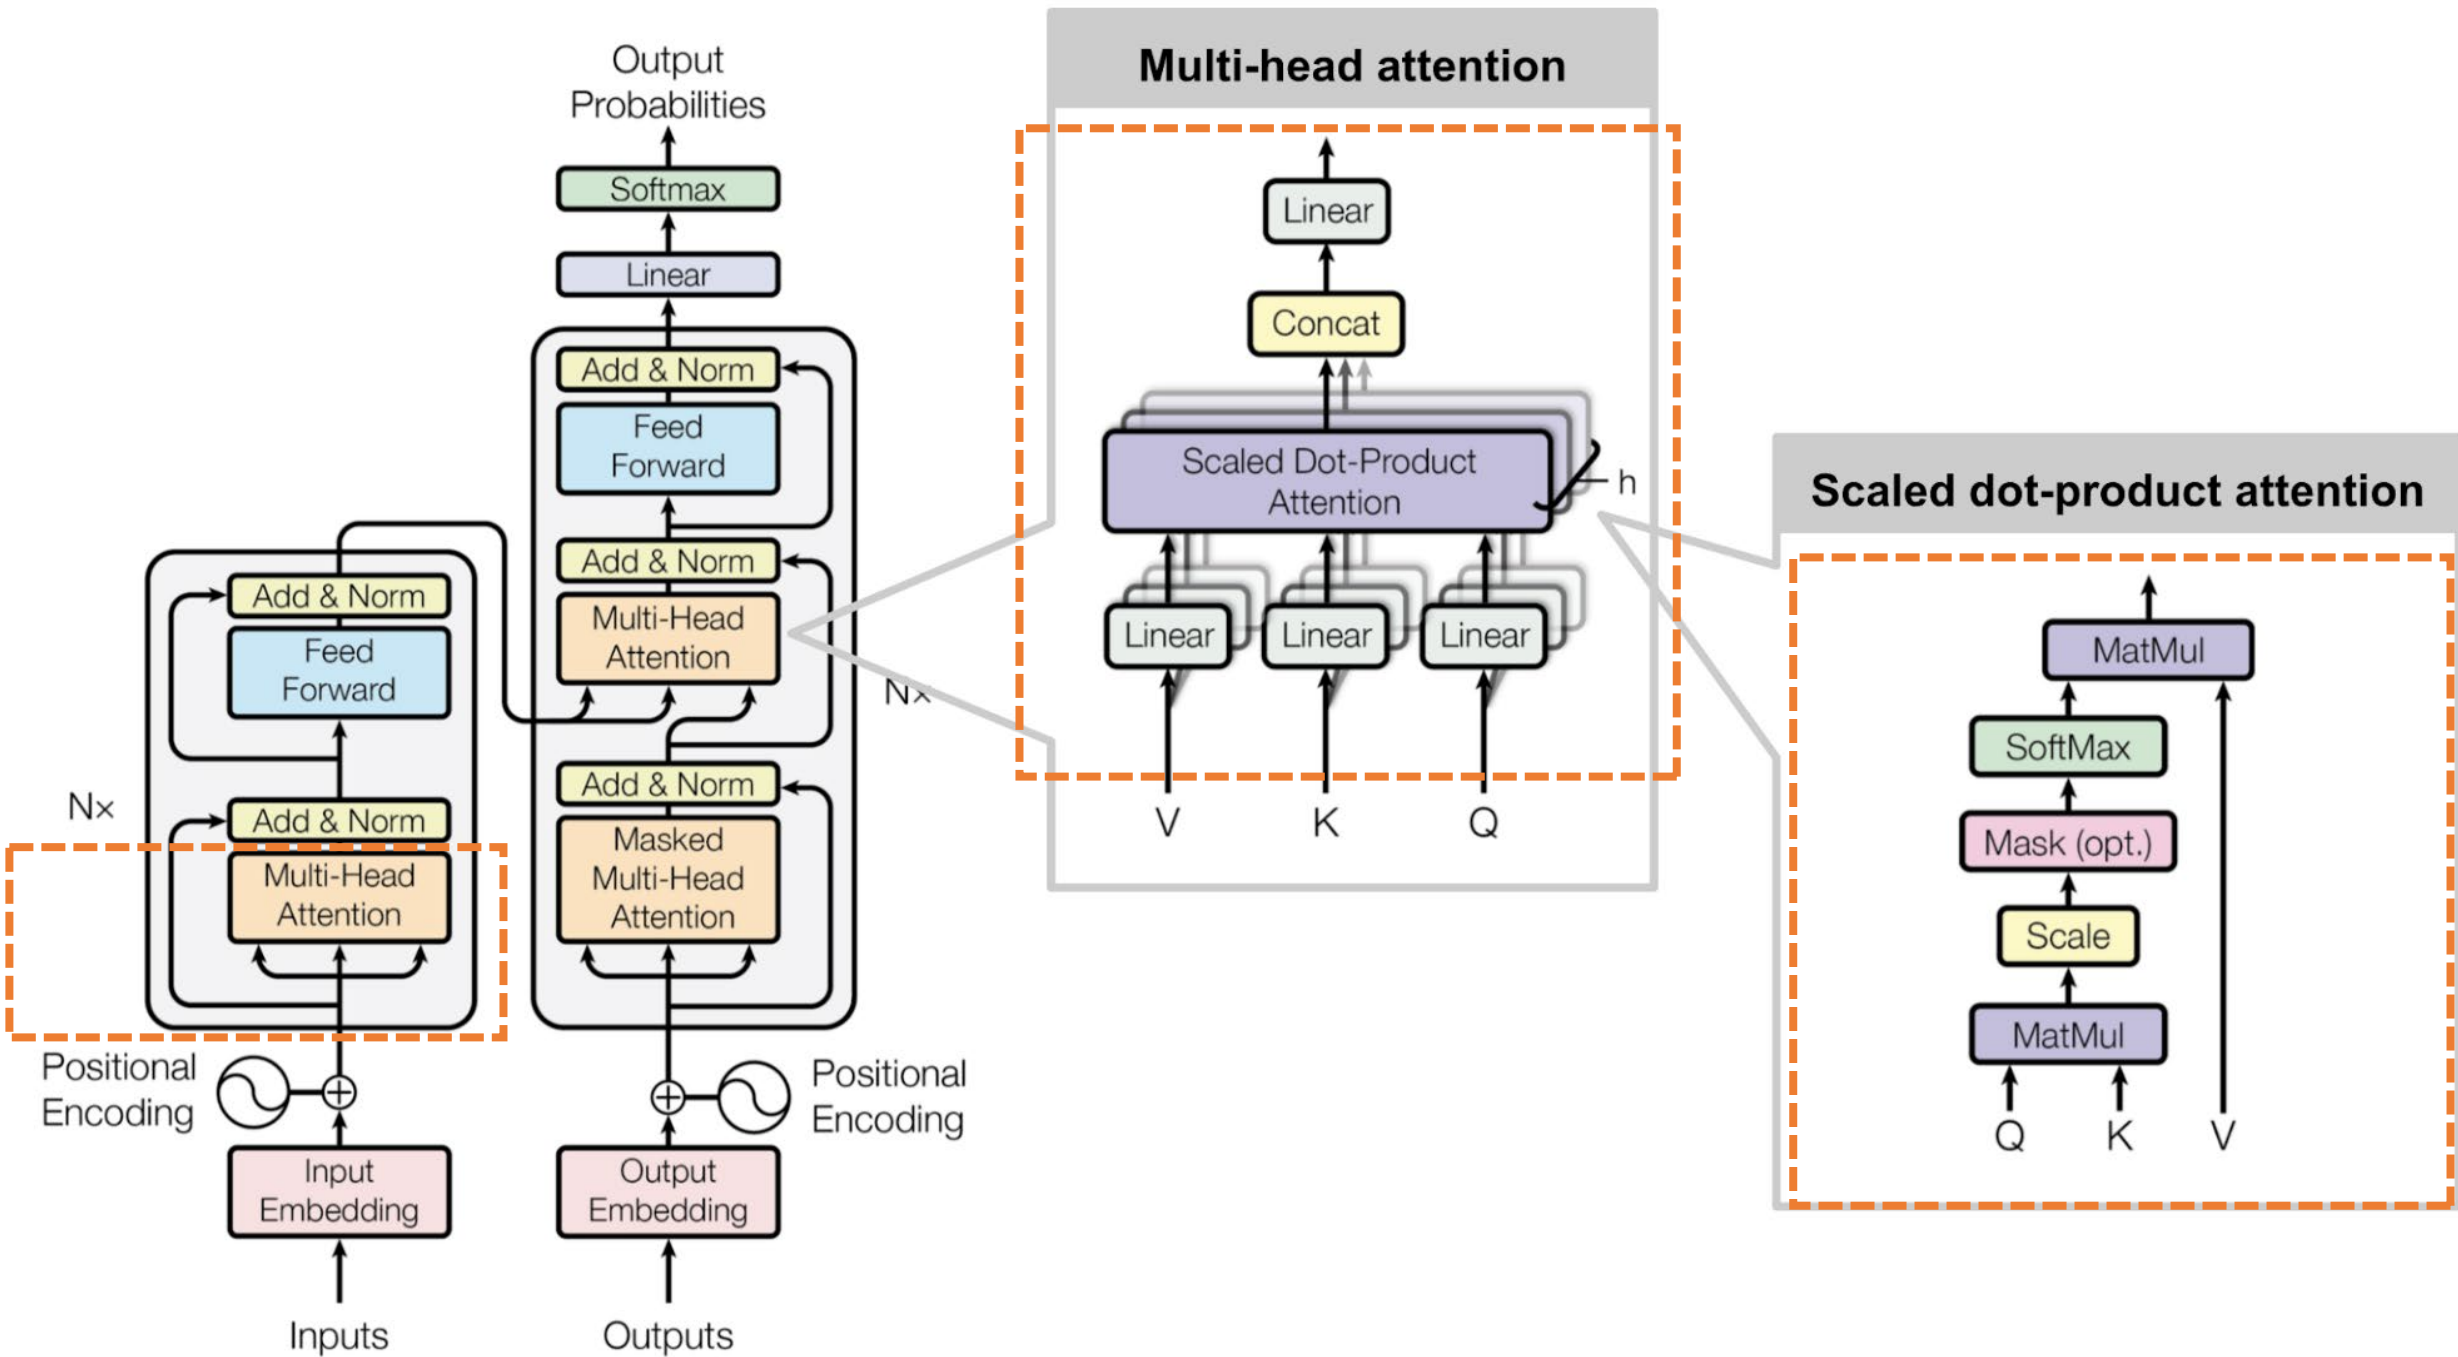 Output
Probabilities
Softmax
Linear
Add & Norm
Feed
Forward
Add & Norm
Multi-Head
Attention
Nx
Add & Norm
Masked
Multi-Head
Attention
Positional
Encoding
Output
Embedding
Outputs
Add & Norm
Feed
Forward
Nx
Add & Norm
Multi-Head
Attention
Positional
Encoding
Input
Embedding
Inputs
Multi-head attention
Linear
Concat
Scaled Dot-Product
Attention
h
Linear Linear Linear
V K Q
Scaled dot-product attention
MatMul
SoftMax
Mask (opt.)
Scale
MatMul
Q K V